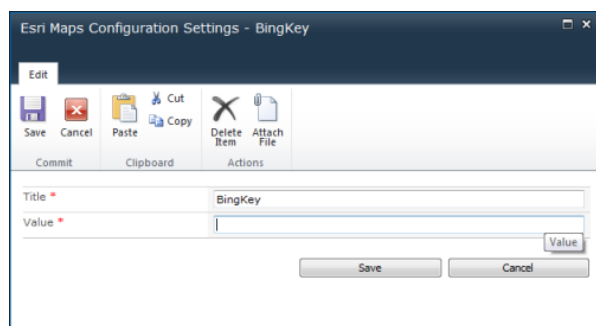 Esri Maps Configuration Settings - BingKey
Edit
Save
Cancel
Paste
Cut
Copy
Delete Item
Attach File
Commit
Clipboard
Actions
Title *
BingKey
Value *
Value
Save
Cancel